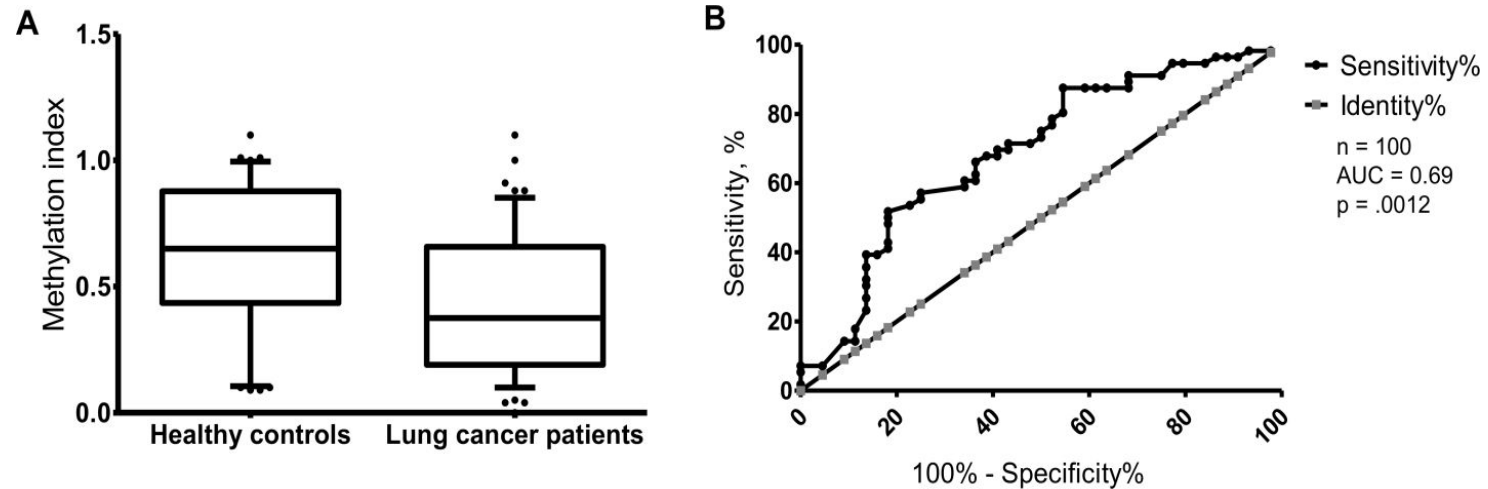 A
1.5
1.0
0.5
0.0
Methylation index
Healthy controls
Lung cancer patients
B
100
80
60
40
20
0
Sensitivity, %
0
20
40
60
80
100
100% - Specificity%
Sensitivity%
Identity%
n = 100
AUC = 0.69
p = .0012